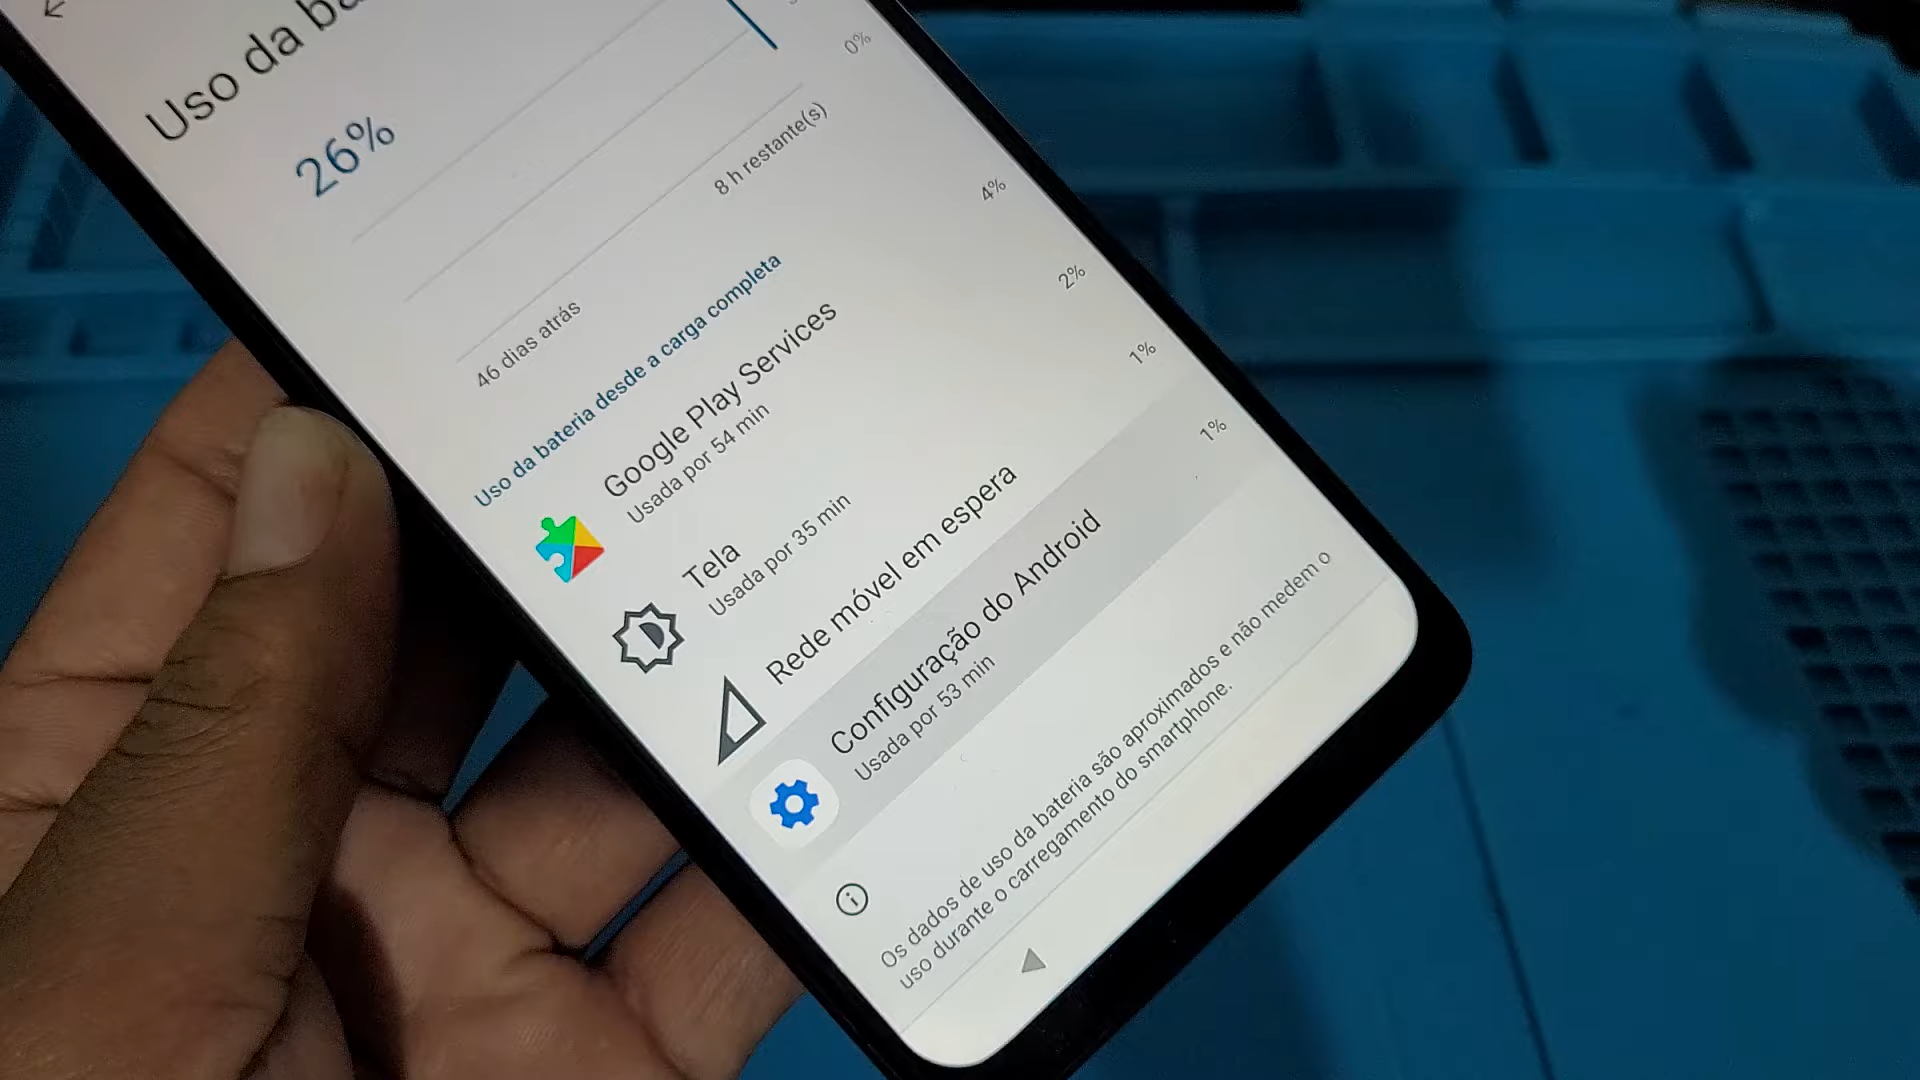 Uso da ba
26%
0%
8 h restante(s)
46 dias atrás
Uso da bateria desde a carga completa
Google Play Services
4%
Usada por 54 min
Tela
2%
Usada por 35 min
Rede móvel em espera
1%
Configuração do Android
1%
Usada por 53 min
Os dados de uso da bateria são aproximados e não medem o
uso durante o carregamento do smartphone.